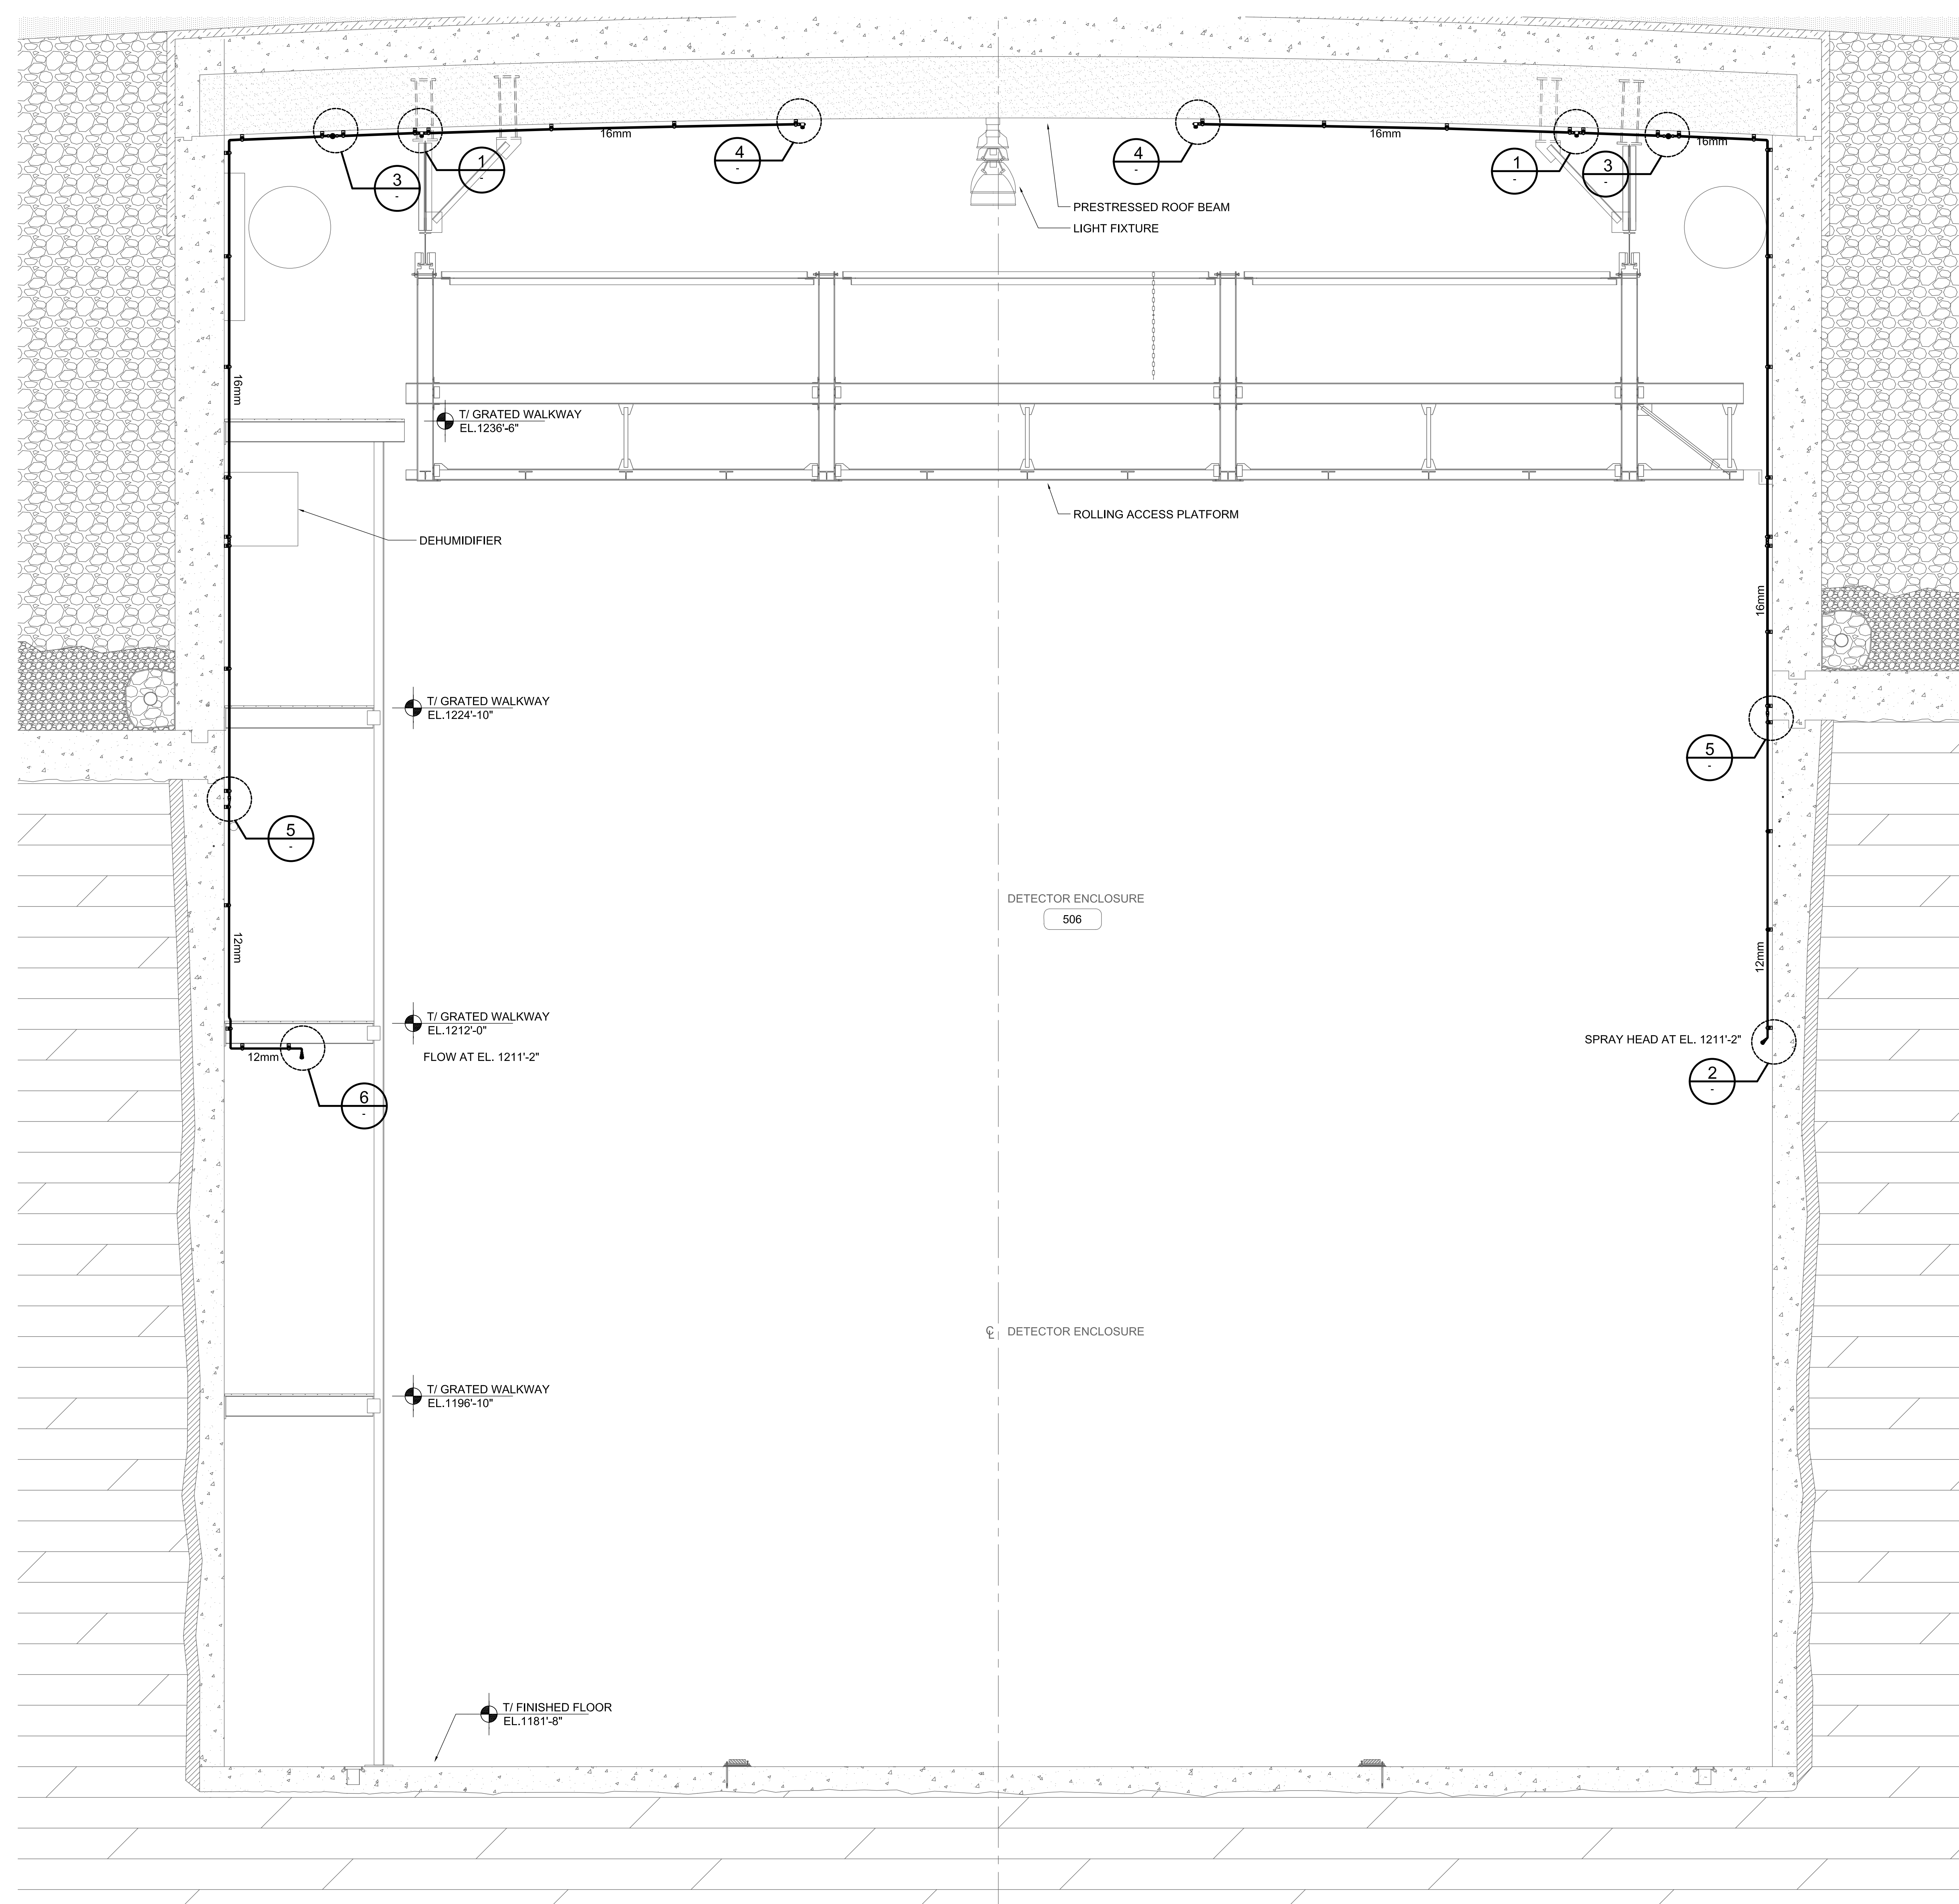 16mm
16mm
16mm
4
-
4
-
1
-
3
-
1
-
3
-
PRESTRESSED ROOF BEAM
LIGHT FIXTURE
16mm
T/ GRATED WALKWAY
EL.1236'-6"
ROLLING ACCESS PLATFORM
DEHUMIDIFIER
16mm
T/ GRATED WALKWAY
EL.1224'-10"
5
-
5
-
DETECTOR ENCLOSURE
506
12mm
12mm
T/ GRATED WALKWAY
EL.1212'-0"
SPRAY HEAD AT EL. 1211'-2"
12mm
FLOW AT EL. 1211'-2"
2
-
6
-
CL DETECTOR ENCLOSURE
T/ GRATED WALKWAY
EL.1196'-10"
T/ FINISHED FLOOR
EL.1181'-8"